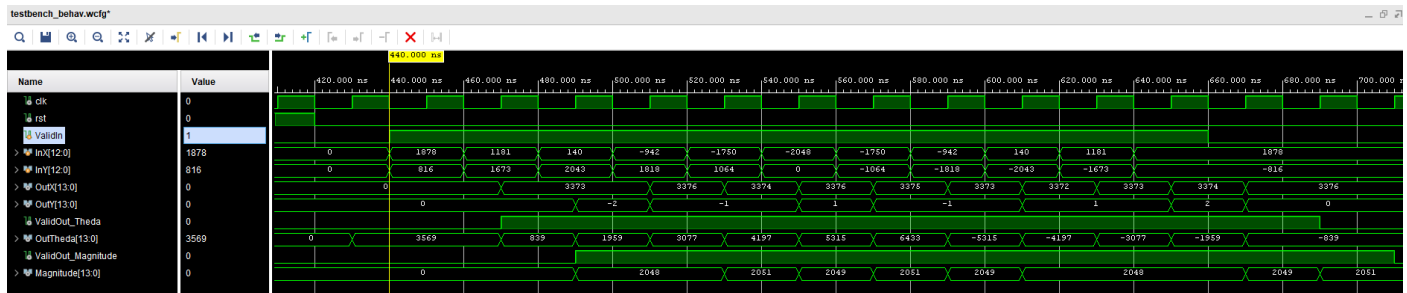 testbench_behav.wcfg*
440.000 ns
Name Value
420.000 ns 440.000 ns 460.000 ns 480.000 ns 500.000 ns 520.000 ns 540.000 ns 560.000 ns 580.000 ns 600.000 ns 620.000 ns 640.000 ns 660.000 ns 680.000 ns 700.000 n
clk 0
rst 0
ValidIn 1
InX[12:0] 1878 0 1878 1181 140 -942 -1750 -2048 -1750 -942 140 1181 1878
InY[12:0] 816 0 816 1673 2043 1818 1064 0 -1064 -1818 -2043 -1673 -816
OutX[13:0] 0 0 3373 3376 3374 3376 3375 3373 3372 3373 3374 3376
OutY[13:0] 0 0 -2 -1 1 -1 1 2 0
ValidOut_Theda 0
OutTheda[13:0] 3569 0 3569 839 1959 3077 4197 5315 6433 -5315 -4197 -3077 -1959 -839
ValidOut_Magnitude 0
Magnitude[13:0] 0 0 2048 2051 2049 2051 2049 2048 2049 2051